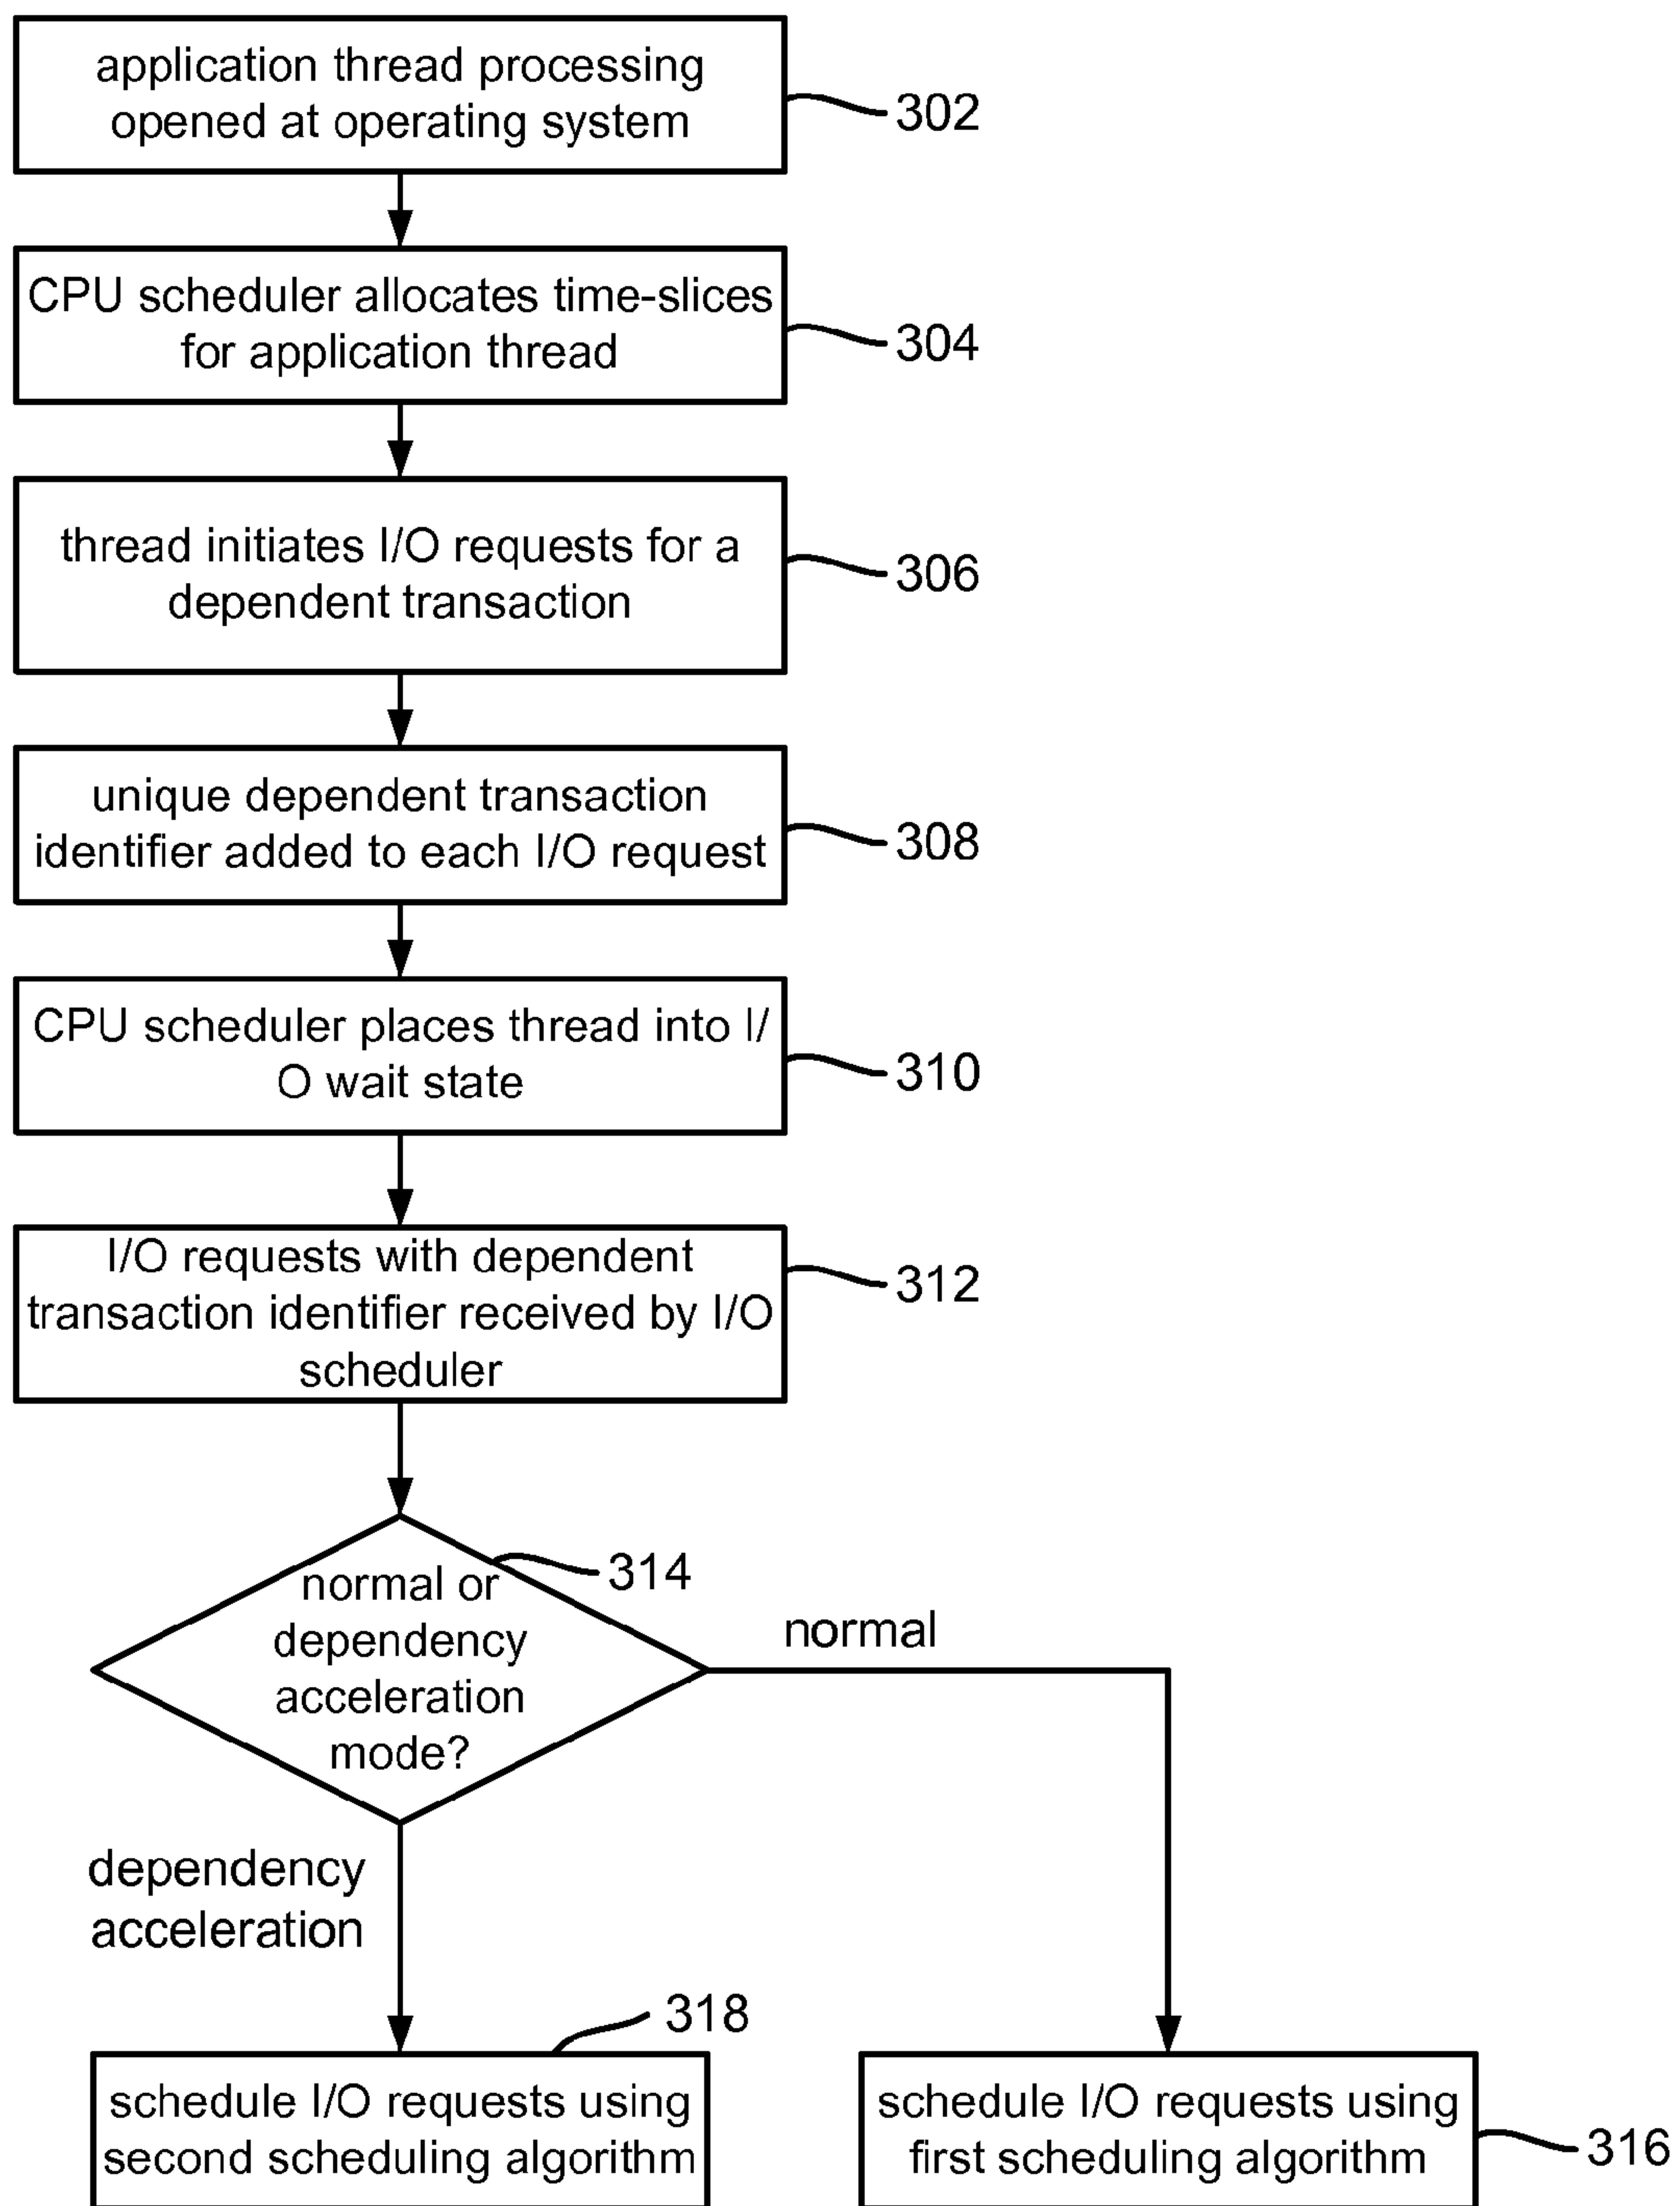 application thread processing
opened at operating system
302
CPU scheduler allocates time-slices
for application thread
304
thread initiates I/O requests for a
dependent transaction
306
unique dependent transaction
identifier added to each I/O request
308
CPU scheduler places thread into I/
O wait state
310
I/O requests with dependent
transaction identifier received by I/O
scheduler
312
314
normal or
dependency
acceleration
mode?
normal
dependency
acceleration
318
schedule I/O requests using
second scheduling algorithm
schedule I/O requests using
first scheduling algorithm
316